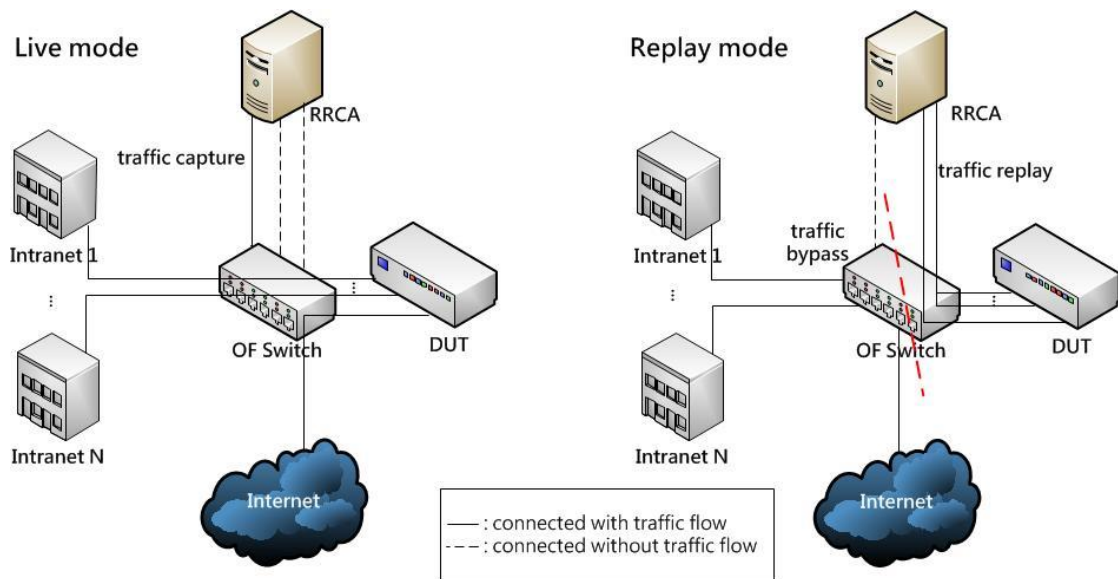 Live mode
RRCA
traffic capture
Intranet 1
...
OF Switch
DUT
Intranet N
Internet
Replay mode
RRCA
traffic replay
traffic
bypass
Intranet 1
...
OF Switch
DUT
Intranet N
Internet
: connected with traffic flow
: connected without traffic flow